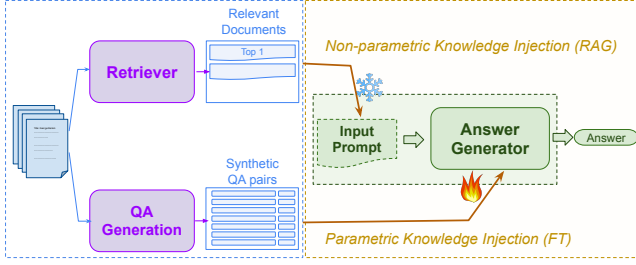 Relevant
Documents
Retriever
Top 1
Non-parametric Knowledge Injection (RAG)
Input
Prompt
Answer
Generator
Answer
Synthetic
QA pairs
QA
Generation
Parametric Knowledge Injection (FT)